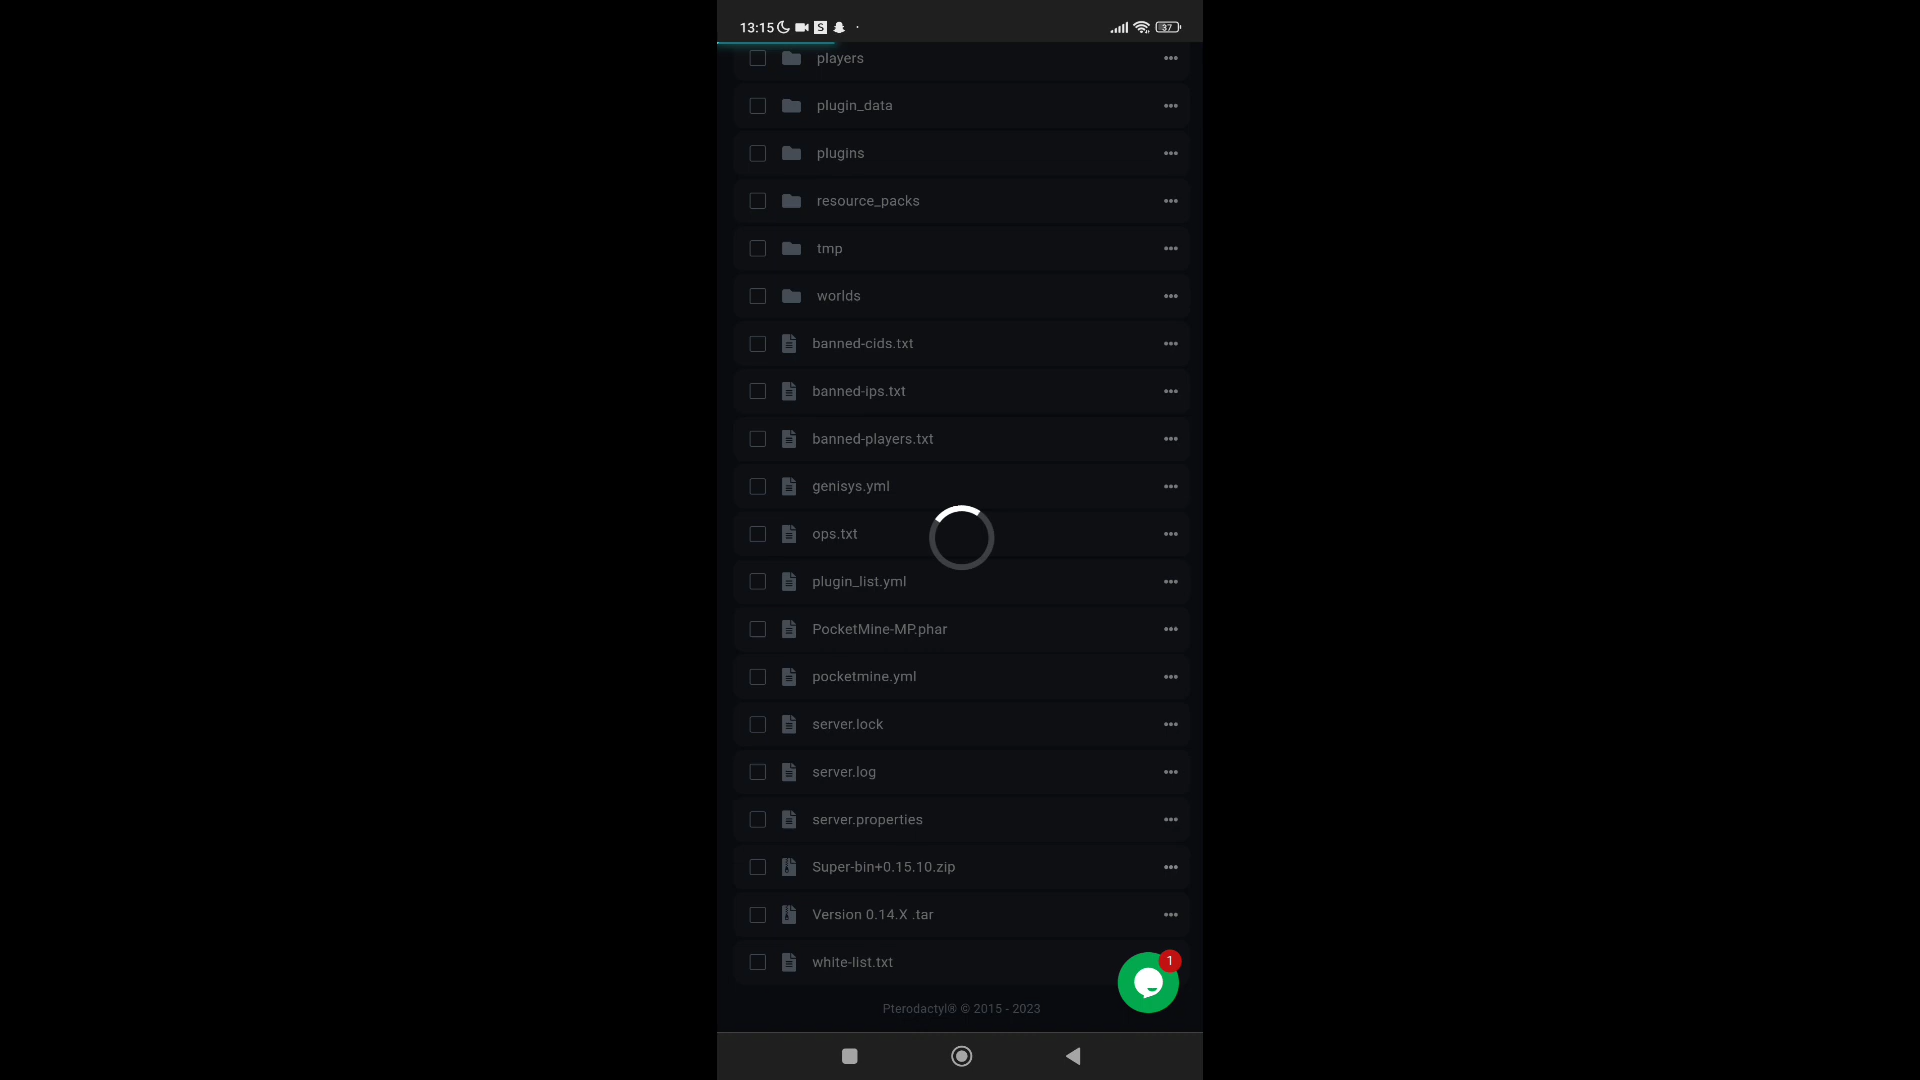 13:15 S 37
players
plugin_data
plugins
resource_packs
tmp
worlds
banned-cids.txt
banned-ips.txt
banned-players.txt
genisys.yml
ops.txt
plugin_list.yml
PocketMine-MP.phar
pocketmine.yml
server.lock
server.log
server.properties
Super-bin+0.15.10.zip
Version 0.14.X .tar
white-list.txt
1
Pterodactyl® © 2015 - 2023